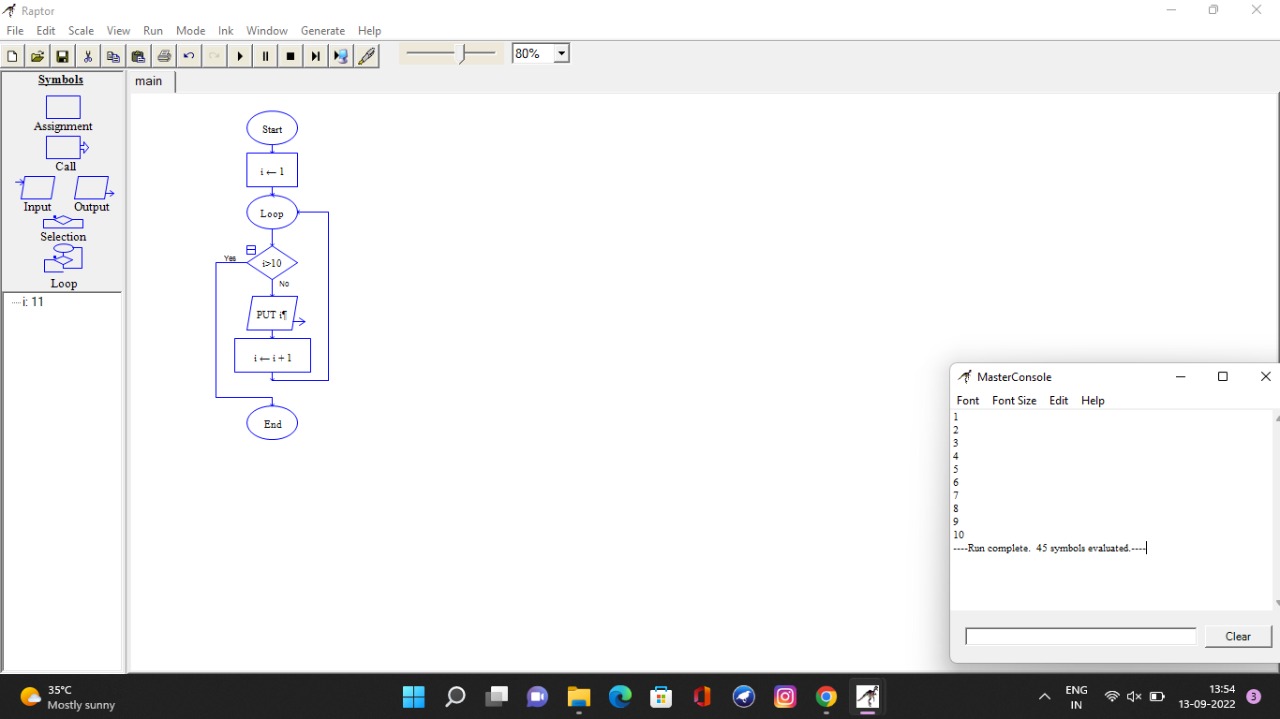 Raptor
File Edit Scale View Run Mode Ink Window Generate Help
80%
Symbols
Assignment
Call
Input Output
Selection
Loop
i: 11
main
Start
i ← 1
Loop
Yes
i>10
No
PUT i¶
i ← i + 1
End
MasterConsole
Font Font Size Edit Help
1
2
3
4
5
6
7
8
9
10
----Run complete. 45 symbols evaluated.----
Clear
35°C
Mostly sunny
ENG
IN
13:54
13-09-2022
3